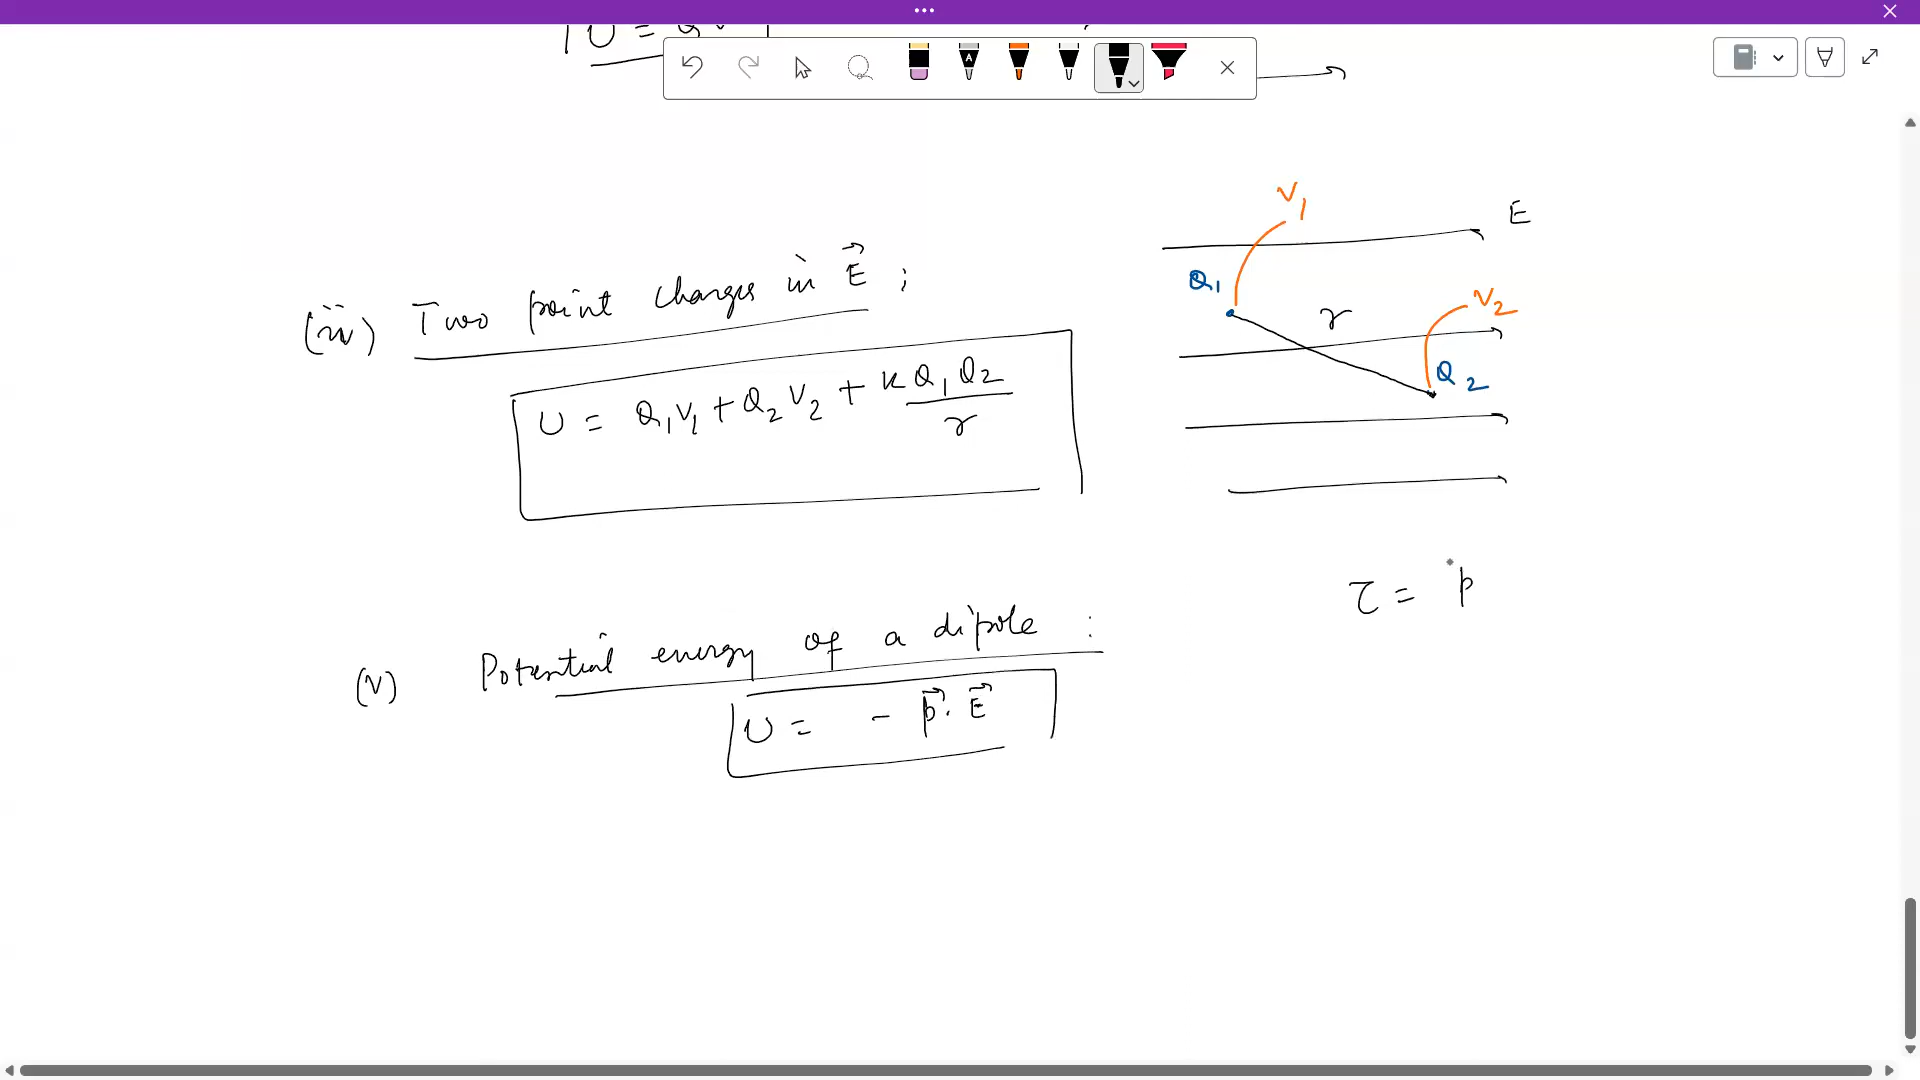 U = Q V
V₁
E
(iv) Two point charges in E⃗ ;
Q₁
r
V₂
Q₂
U = Q₁V₁ + Q₂V₂ + kQ₁Q₂/r
τ = p
(v) Potential energy of a dipole :
U = - p⃗ . E⃗